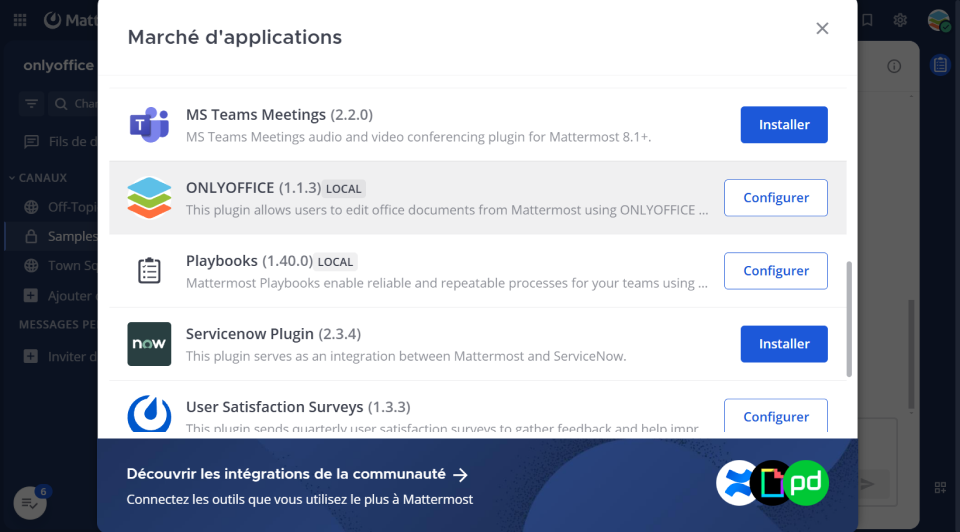 Matt
Marché d'applications
onlyoffice
Fils de d
CANAUX
Off-Topi
Samples
Town Sq
Ajouter
MESSAGES PE
Inviter d
6
MS Teams Meetings (2.2.0)
MS Teams Meetings audio and video conferencing plugin for Mattermost 8.1+.
Installer
ONLYOFFICE (1.1.3) LOCAL
This plugin allows users to edit office documents from Mattermost using ONLYOFFICE ...
Configurer
Playbooks (1.40.0) LOCAL
Mattermost Playbooks enable reliable and repeatable processes for your teams using ...
Configurer
now
Servicenow Plugin (2.3.4)
This plugin serves as an integration between Mattermost and ServiceNow.
Installer
User Satisfaction Surveys (1.3.3)
This plugin sends quarterly user satisfaction surveys to gather feedback and help impr
Configurer
Découvrir les intégrations de la communauté →
Connectez les outils que vous utilisez le plus à Mattermost
pd